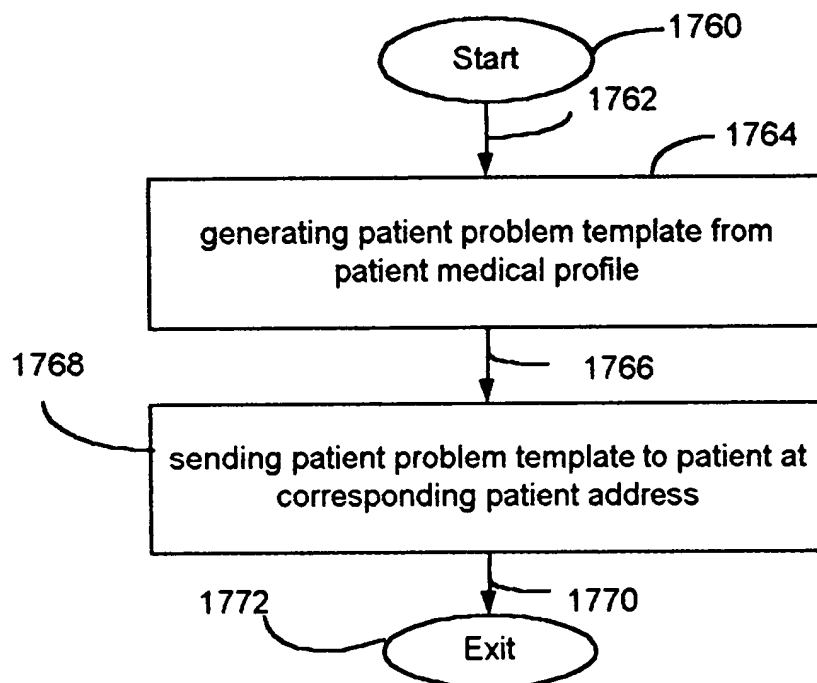 1760
Start
1762
1764
generating patient problem template from
patient medical profile
1766
1768
sending patient problem template to patient at
corresponding patient address
1770
1772
Exit